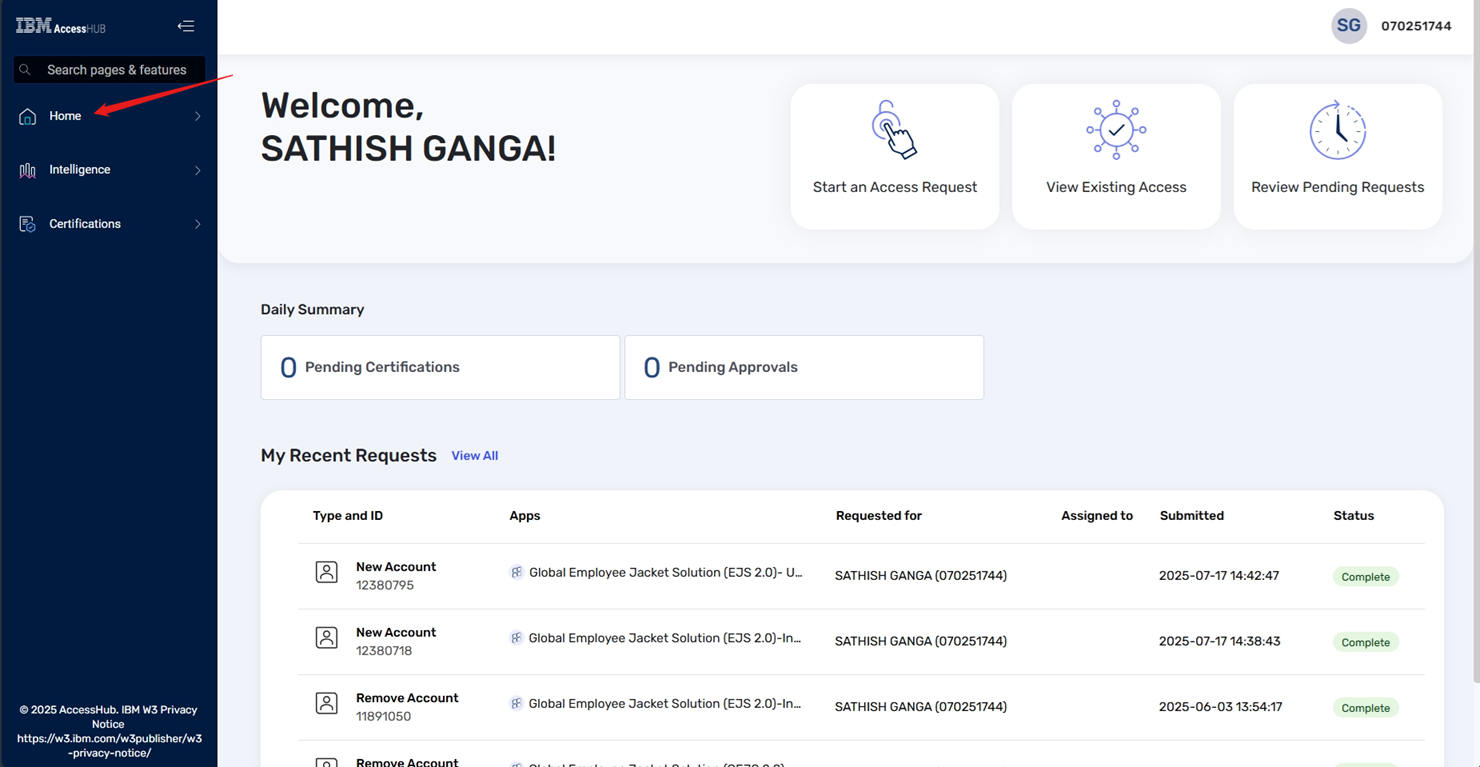 IBM AccessHUB
Search pages & features
Home
Intelligence
Certifications
© 2025 AccessHub. IBM W3 Privacy
Notice
https://w3.ibm.com/w3publisher/w3
-privacy-notice/
SG 070251744
Welcome,
SATHISH GANGA!
Start an Access Request
View Existing Access
Review Pending Requests
Daily Summary
0 Pending Certifications
0 Pending Approvals
My Recent Requests View All
Type and ID Apps Requested for Assigned to Submitted Status
New Account
12380795
Global Employee Jacket Solution (EJS 2.0)- U...
SATHISH GANGA (070251744)
2025-07-17 14:42:47
Complete
New Account
12380718
Global Employee Jacket Solution (EJS 2.0)-In...
SATHISH GANGA (070251744)
2025-07-17 14:38:43
Complete
Remove Account
11891050
Global Employee Jacket Solution (EJS 2.0)-In...
SATHISH GANGA (070251744)
2025-06-03 13:54:17
Complete
Remove Account